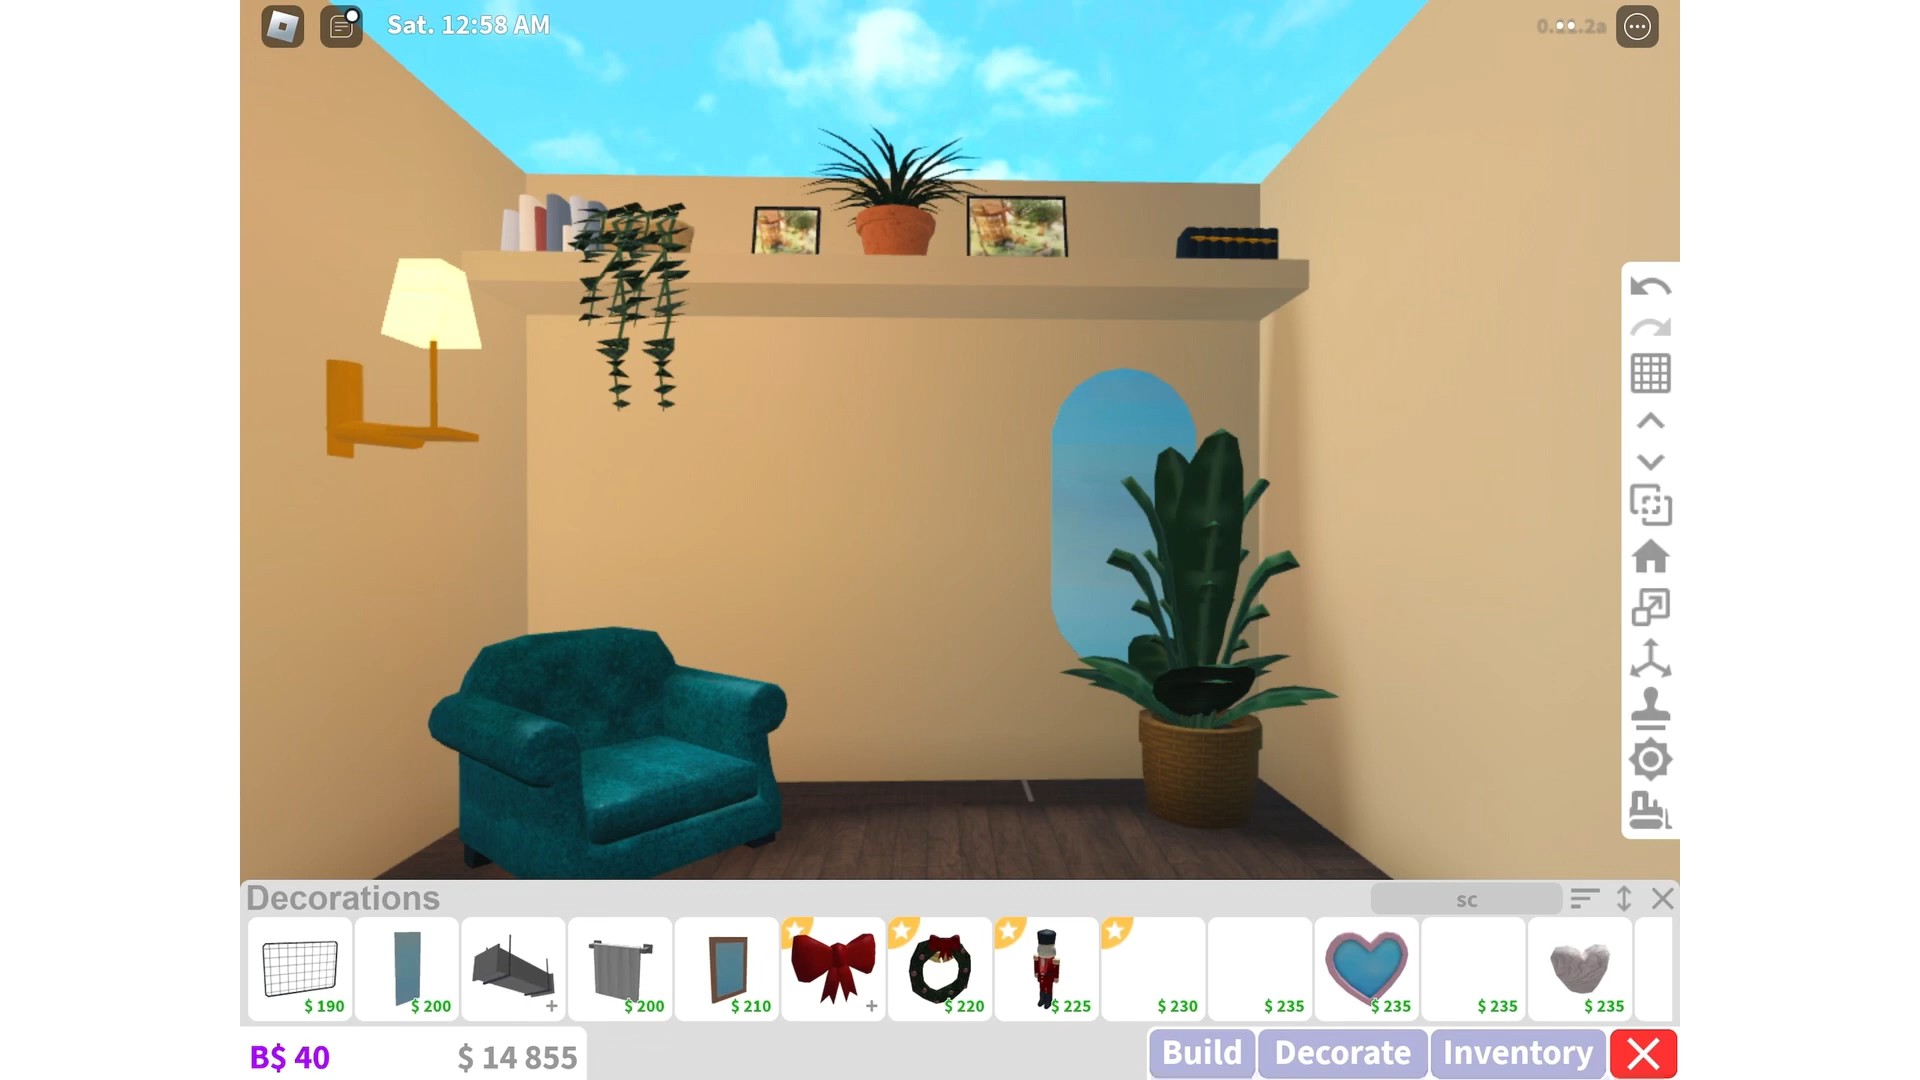 Sat. 12:58 AM
Decorations
sc
$ 190
$ 200
$ 200
$ 210
$ 220
$ 225
$ 230
$ 235
$ 235
$ 235
$ 235
B$ 40
$ 14 855
Build
Decorate
Inventory